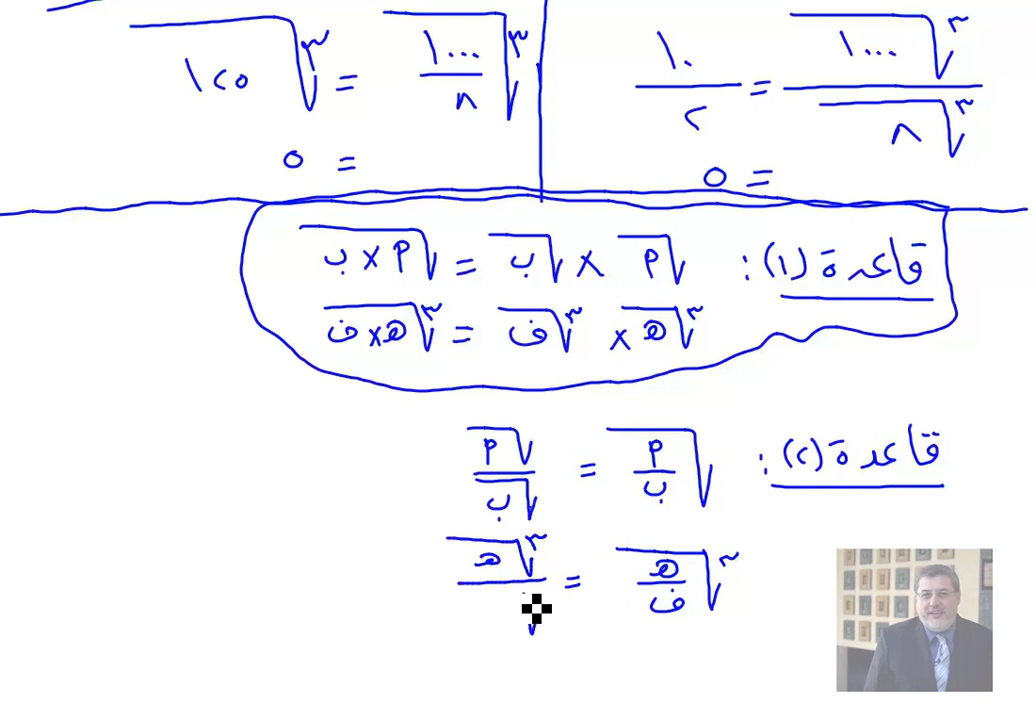 ∛١٠٠٠ / ∛٨ = ١٠ / ٢
= ٥
∛(١٠٠٠ / ٨) = ∛١٢٥
= ٥
قاعدة (١) : √أ × √ب = √(أ × ب)
∛هـ × ∛ف = ∛(هـ × ف)
قاعدة (٢) : √(أ / ب) = √أ / √ب
∛(هـ / ف) = ∛هـ /